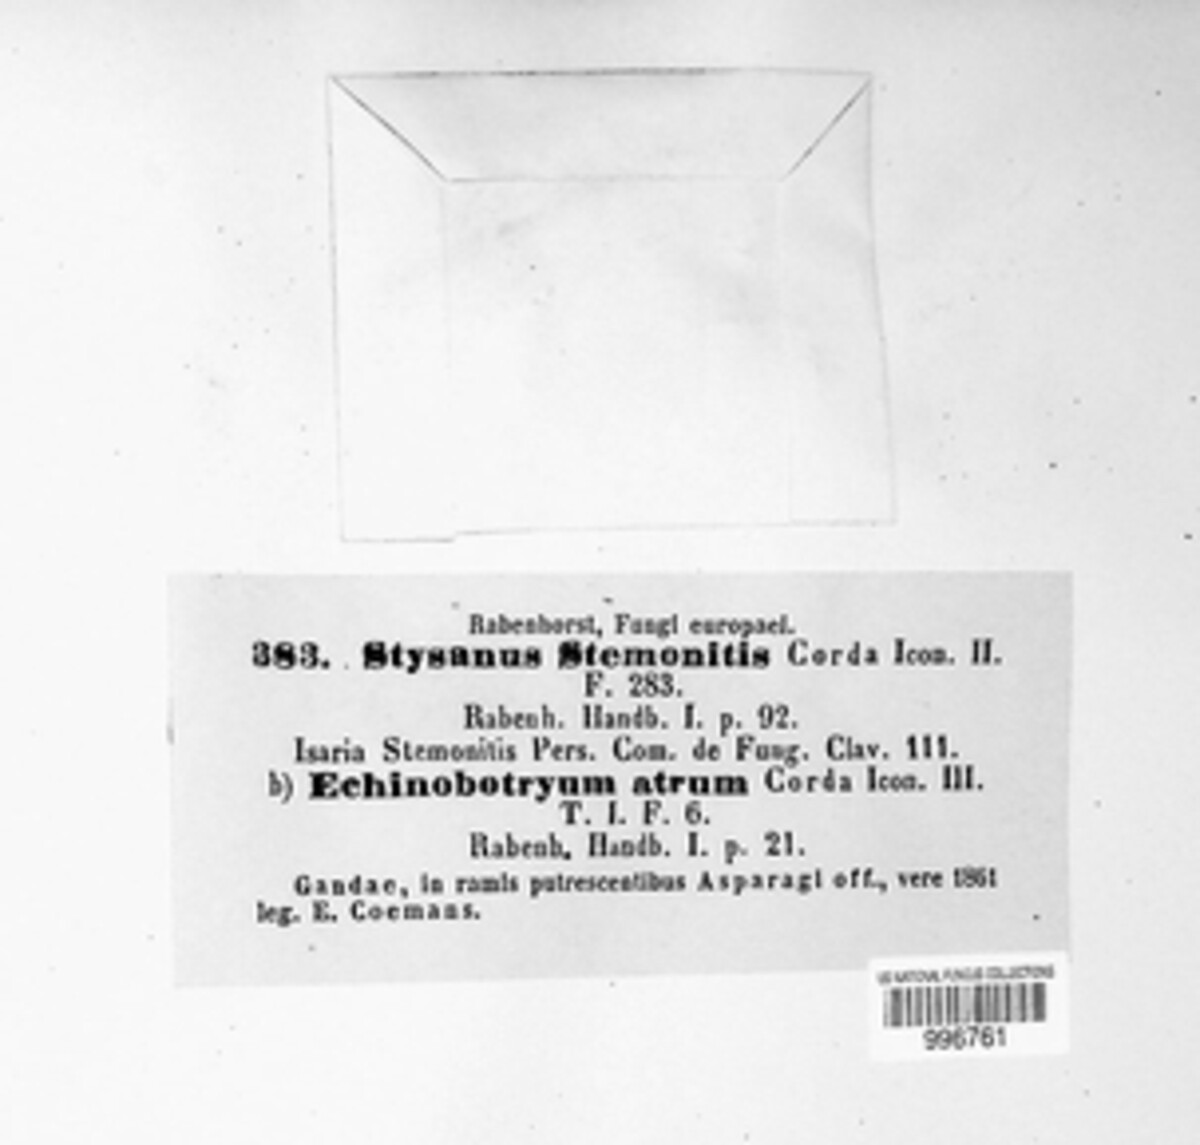 Rabenhorst, Fungi europaei.
383. Stysanus Stemonitis Corda Icon. II.
F. 283.
Rabenh. Handb. I. p. 92.
Isaria Stemonitis Pers. Com. de Fung. Clav. 111.
b) Echinobotryum atrum Corda Icon. III.
T. I. F. 6.
Rabenh. Handb. I. p. 21.
Gandae, in ramis putrescentibus Asparagi off., vere 1861
leg. E. Coemans.
US NATIONAL FUNGUS COLLECTIONS
996761